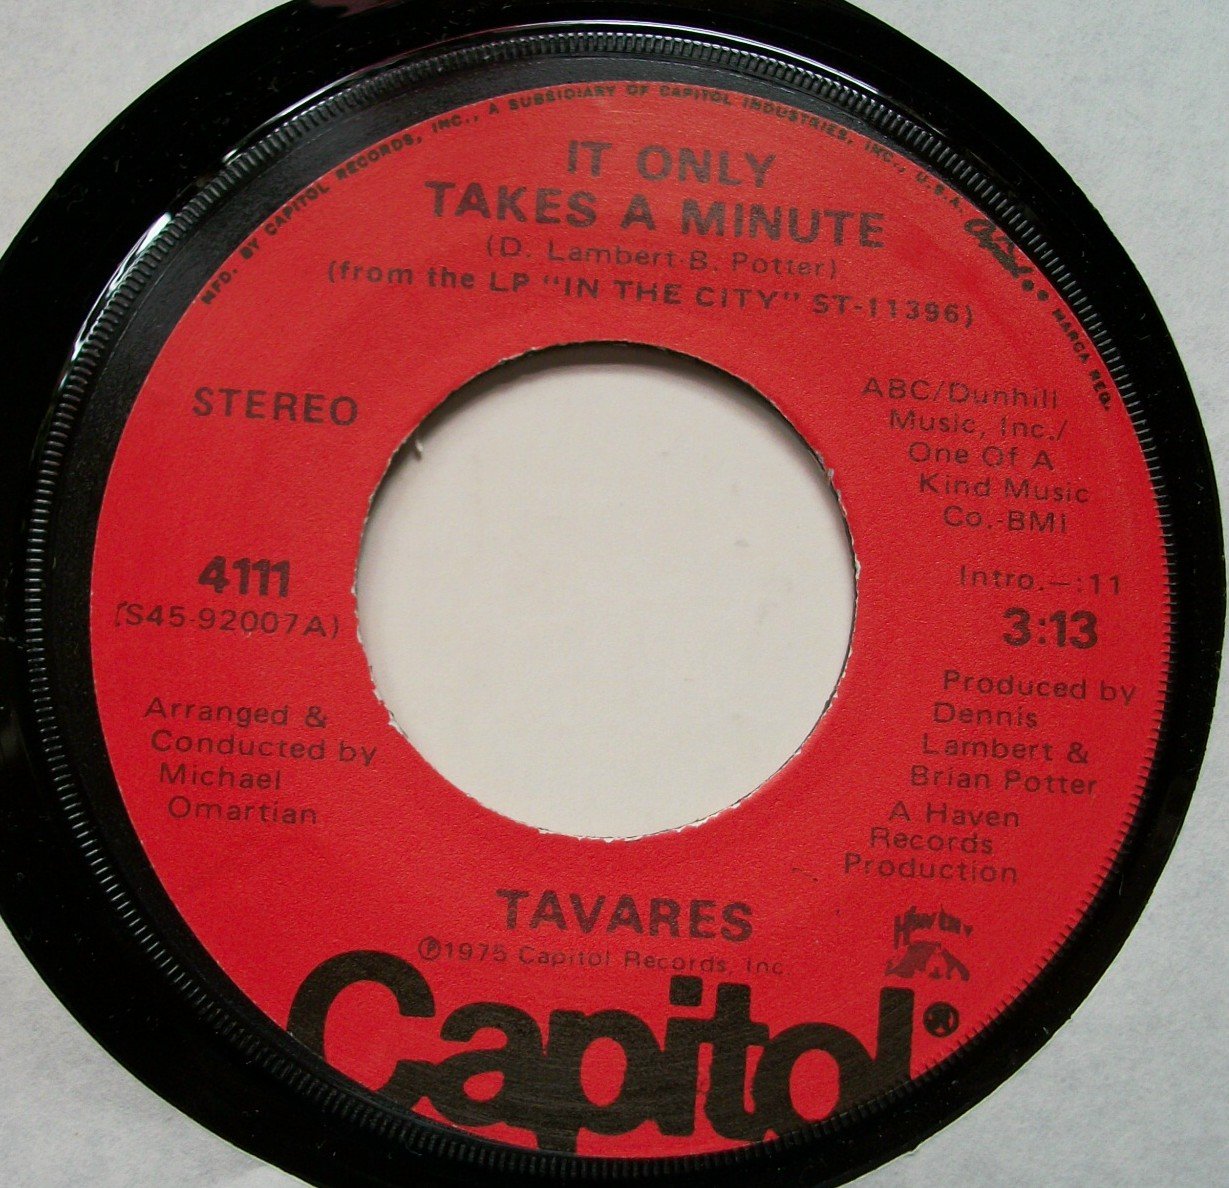 MFD. BY CAPITOL RECORDS, INC., A SUBSIDIARY OF CAPITOL INDUSTRIES, INC., U.S.A.
Capitol
MARCA REG.
IT ONLY
TAKES A MINUTE
(D. Lambert-B. Potter)
(from the LP "IN THE CITY" ST-11396)
STEREO
ABC/Dunhill
Music, Inc./
One Of A
Kind Music
Co.-BMI
4111
(S45-92007A)
Intro.—:11
3:13
Arranged &
Conducted by
Michael
Omartian
Produced by
Dennis
Lambert &
Brian Potter
A Haven
Records
Production
TAVARES
℗1975 Capitol Records, Inc
Haven
Capitol®